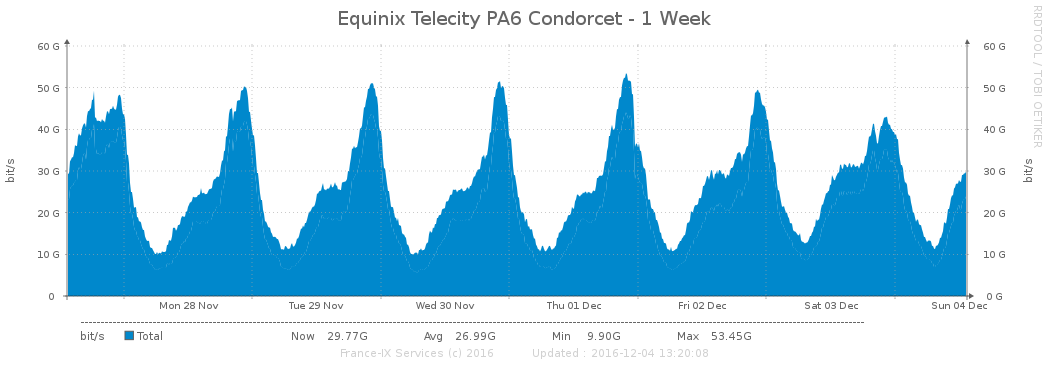 Equinix Telecity PA6 Condorcet - 1 Week
RRDTOOL / TOBI OETIKER
60 G 60 G
50 G 50 G
40 G 40 G
30 G 30 G
20 G 20 G
10 G 10 G
0 0 G
bit/s bit/s
Mon 28 Nov Tue 29 Nov Wed 30 Nov Thu 01 Dec Fri 02 Dec Sat 03 Dec Sun 04 Dec
bit/s Total Now 29.77G Avg 26.99G Min 9.90G Max 53.45G
France-IX Services (c) 2016 Updated : 2016-12-04 13:20:08